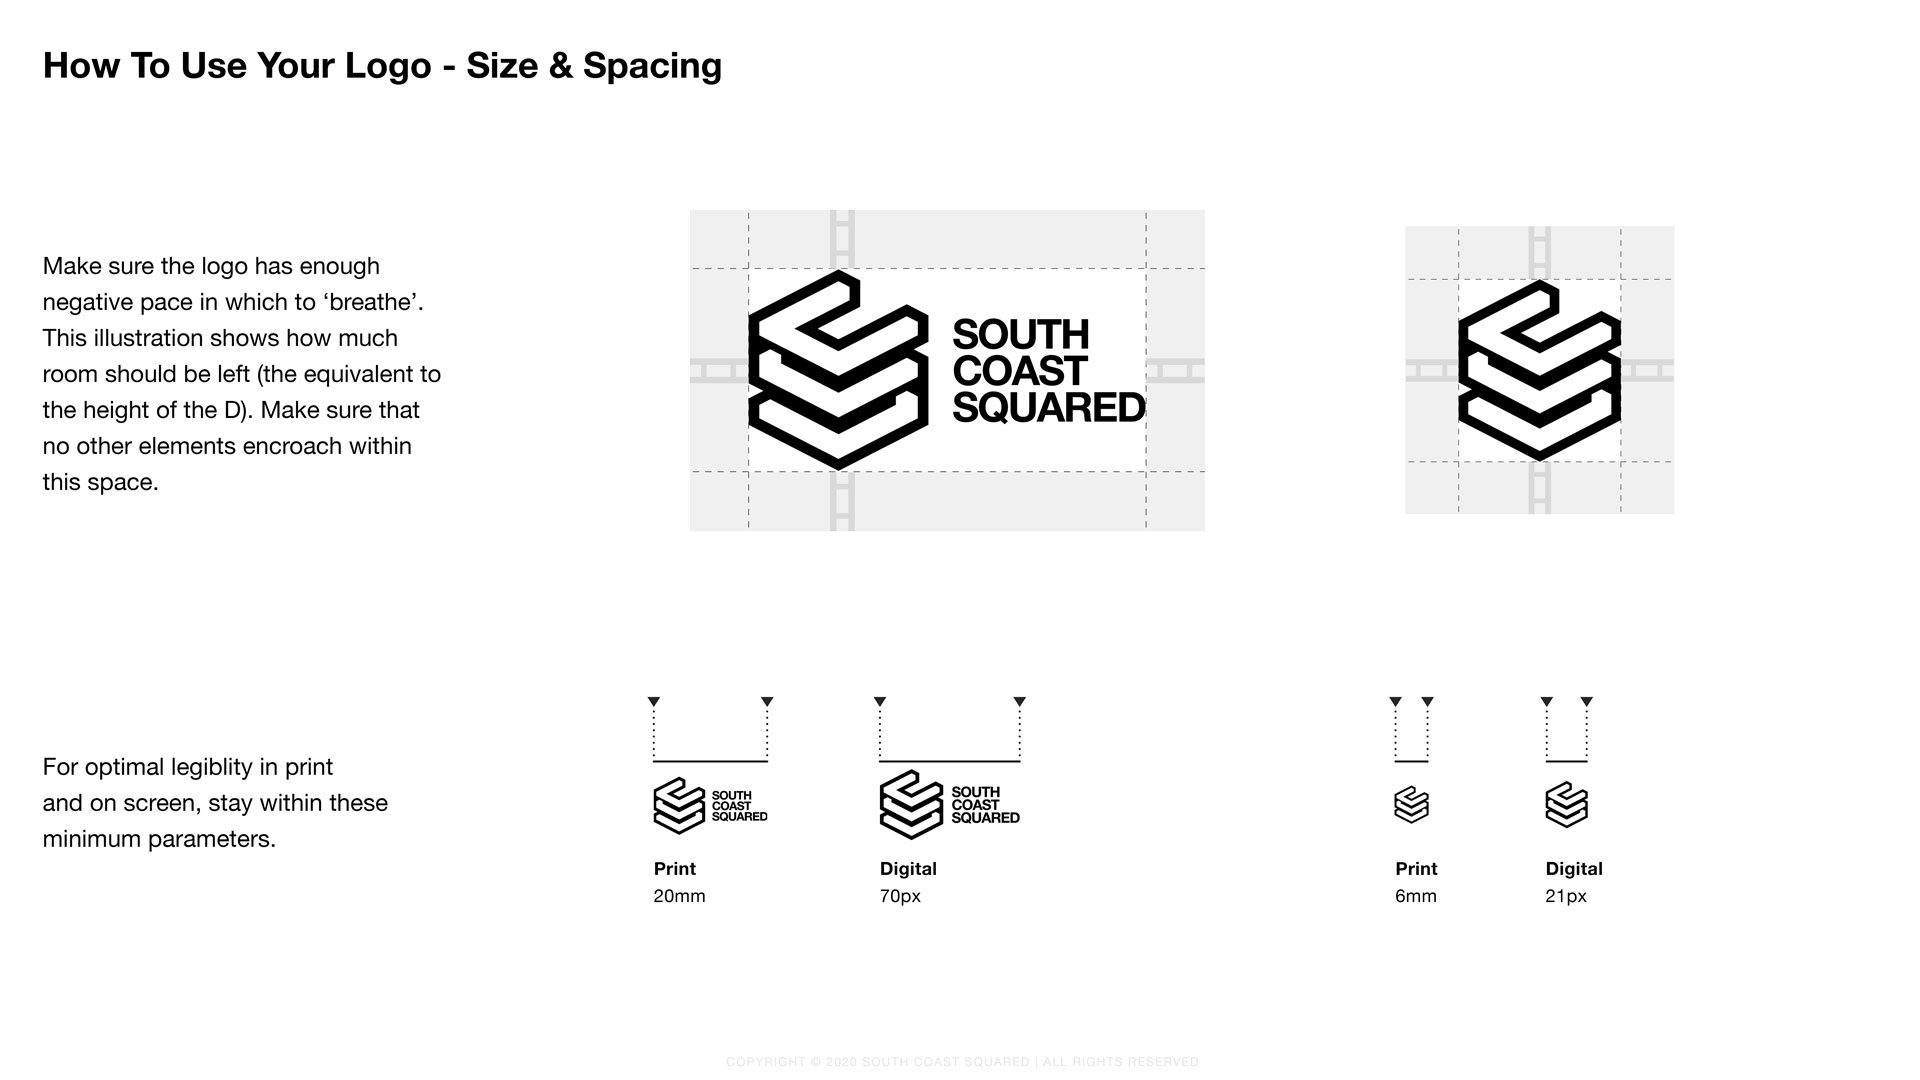 How To Use Your Logo - Size & Spacing
Make sure the logo has enough
negative pace in which to ‘breathe’.
This illustration shows how much
room should be left (the equivalent to
the height of the D). Make sure that
no other elements encroach within
this space.
SOUTH
COAST
SQUARED
For optimal legiblity in print
and on screen, stay within these
minimum parameters.
SOUTH
COAST
SQUARED
Print
20mm
SOUTH
COAST
SQUARED
Digital
70px
Print
6mm
Digital
21px
COPYRIGHT © 2020 SOUTH COAST SQUARED | ALL RIGHTS RESERVED